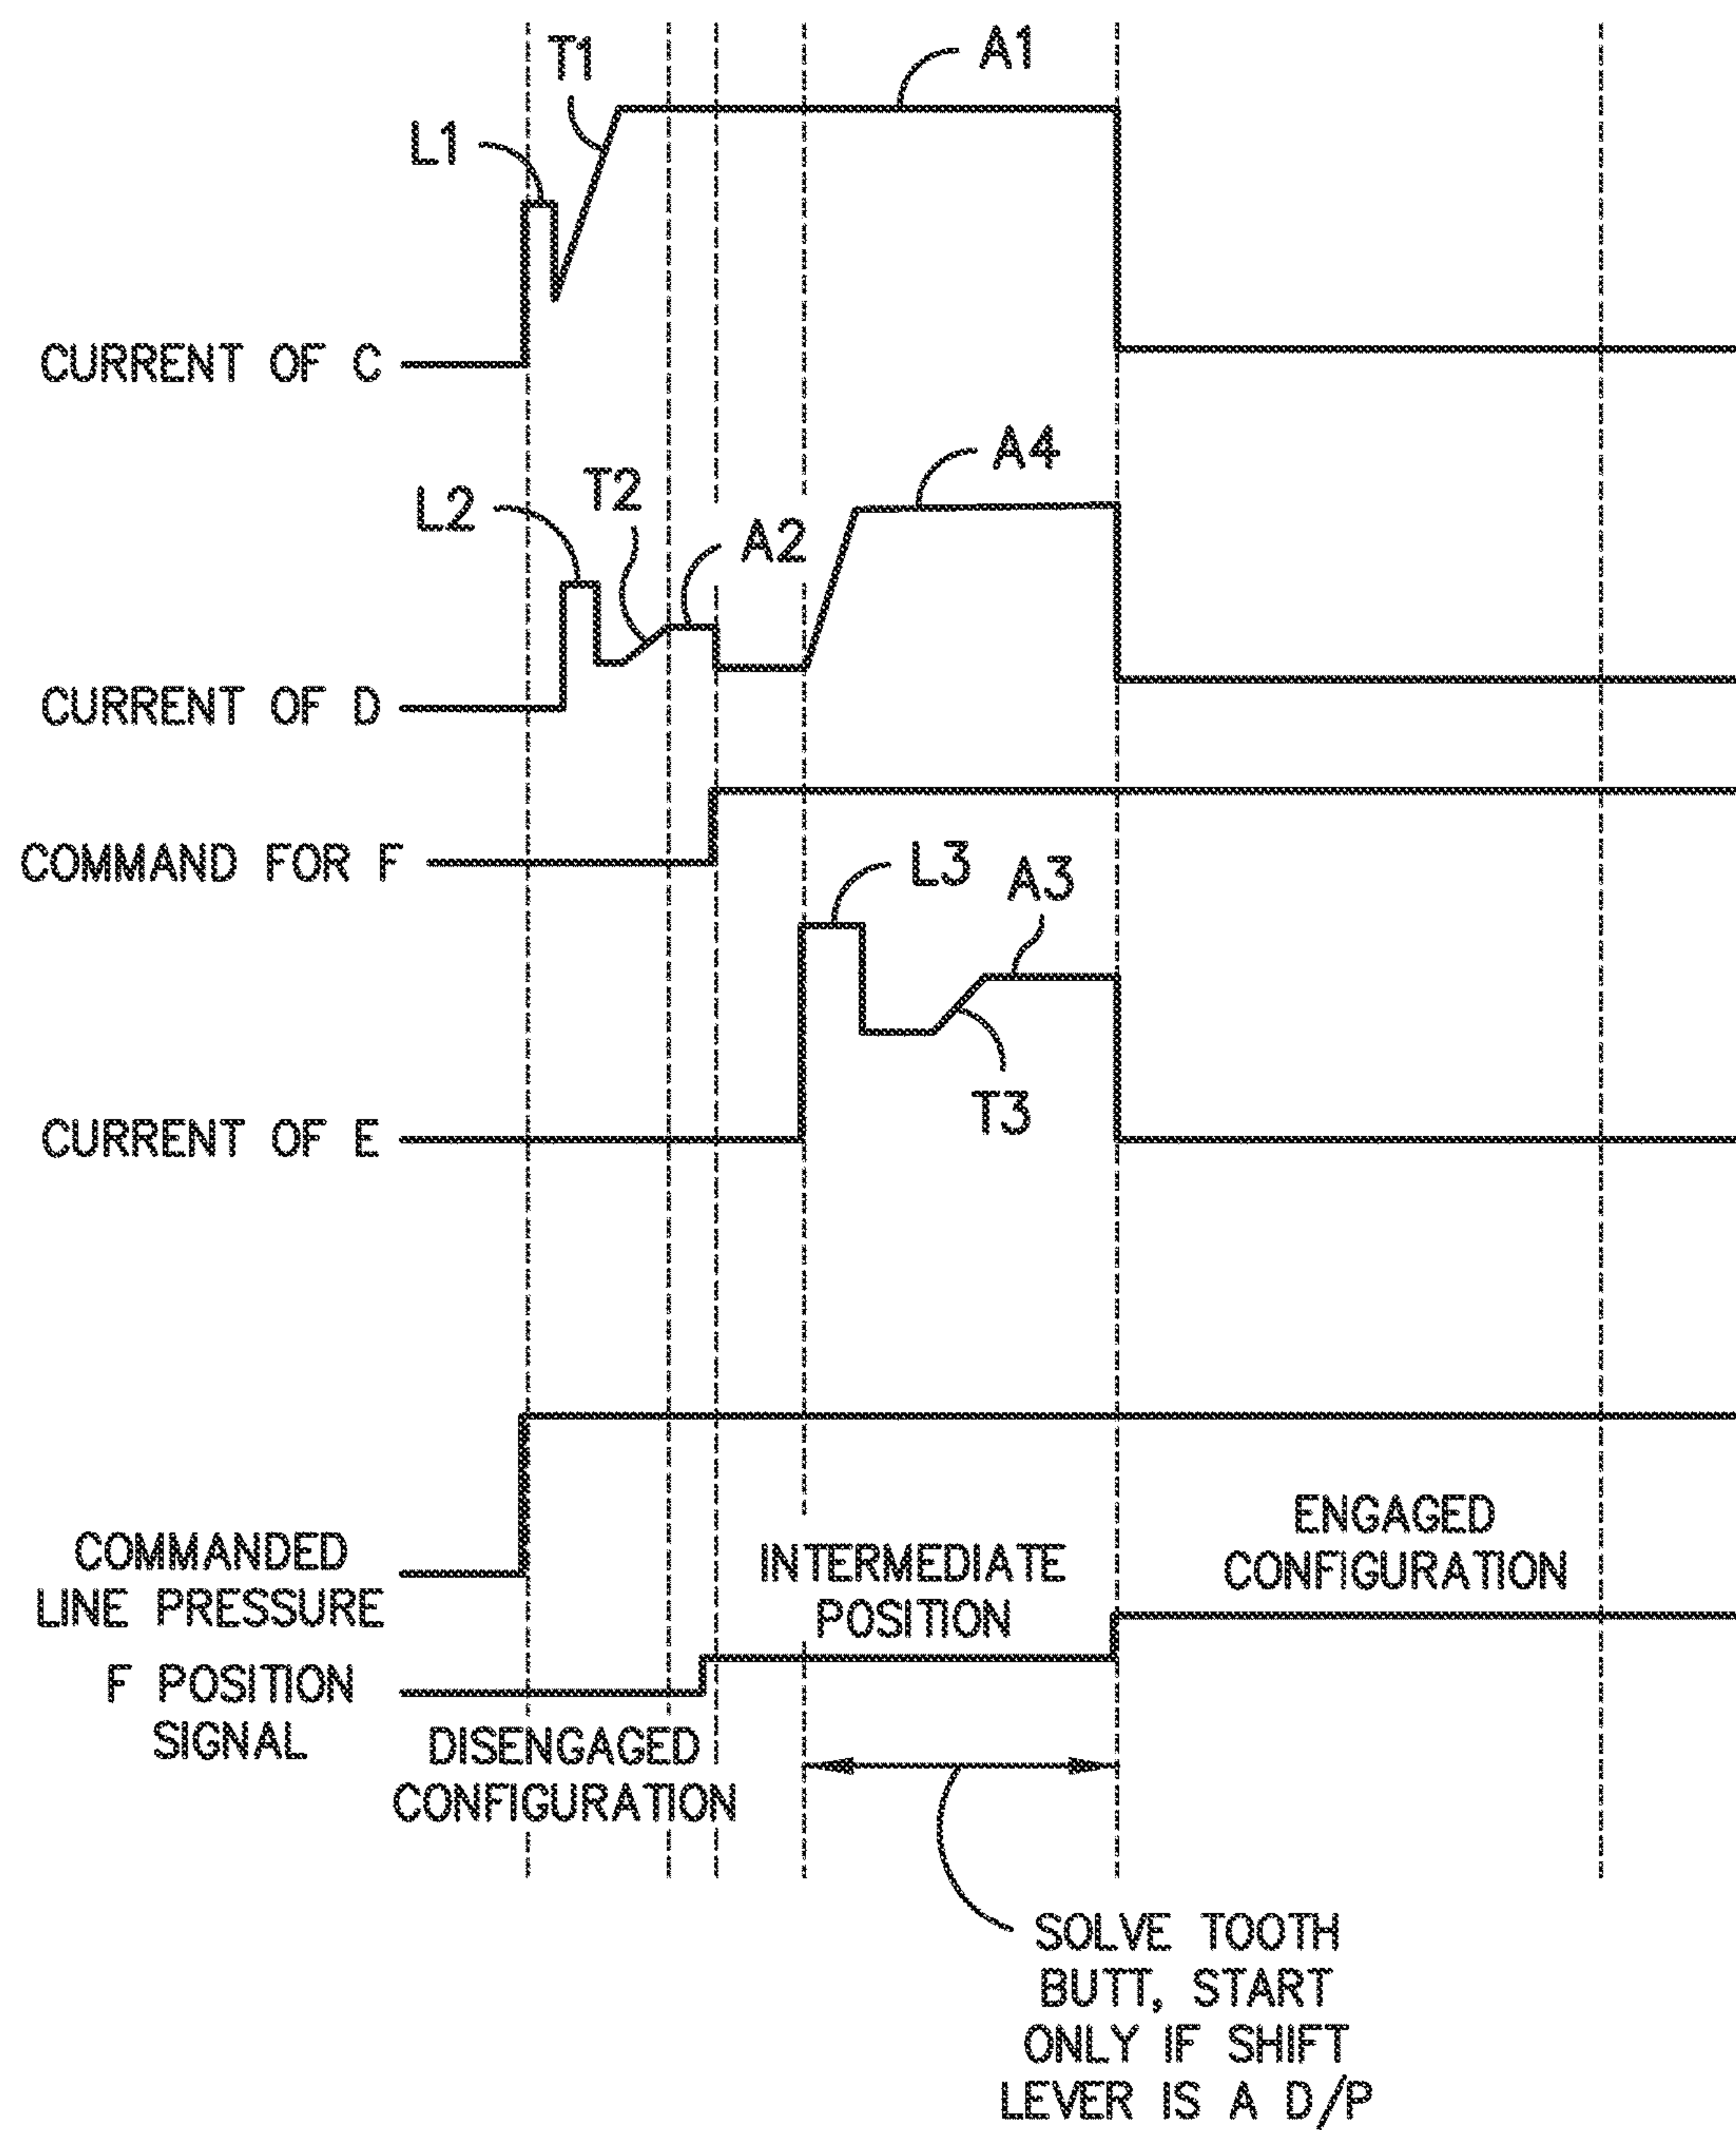 T1
A1
L1
CURRENT OF C
A4
T2
L2
A2
CURRENT OF D
COMMAND FOR F
L3
A3
T3
CURRENT OF E
COMMANDED
LINE PRESSURE
INTERMEDIATE
POSITION
ENGAGED
CONFIGURATION
F POSITION
SIGNAL
DISENGAGED
CONFIGURATION
SOLVE TOOTH
BUTT, START
ONLY IF SHIFT
LEVER IS A D/P